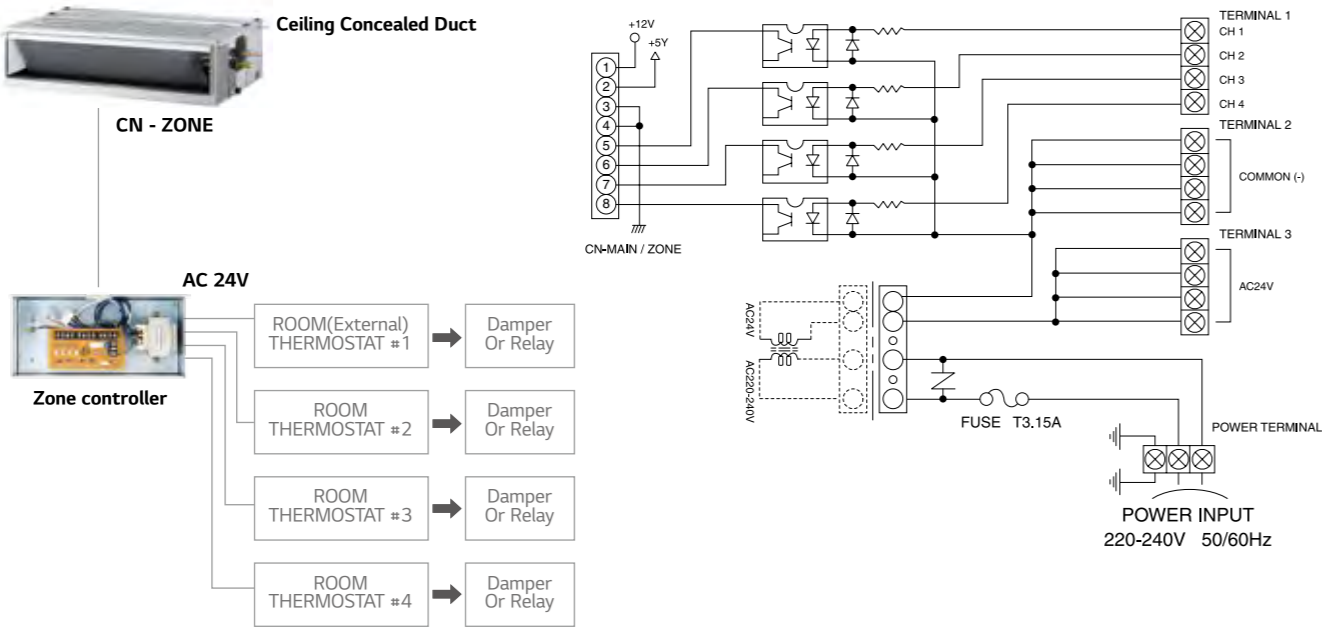 Ceiling Concealed Duct
CN - ZONE
AC 24V
Zone controller
ROOM(External)
THERMOSTAT #1
Damper
Or Relay
ROOM
THERMOSTAT #2
Damper
Or Relay
ROOM
THERMOSTAT #3
Damper
Or Relay
ROOM
THERMOSTAT #4
Damper
Or Relay
+12V
+5Y
1
2
3
4
5
6
7
8
CN-MAIN / ZONE
TERMINAL 1
CH 1
CH 2
CH 3
CH 4
TERMINAL 2
COMMON (-)
TERMINAL 3
AC24V
AC24V
AC220-240V
FUSE T3.15A
POWER TERMINAL
POWER INPUT
220-240V 50/60Hz